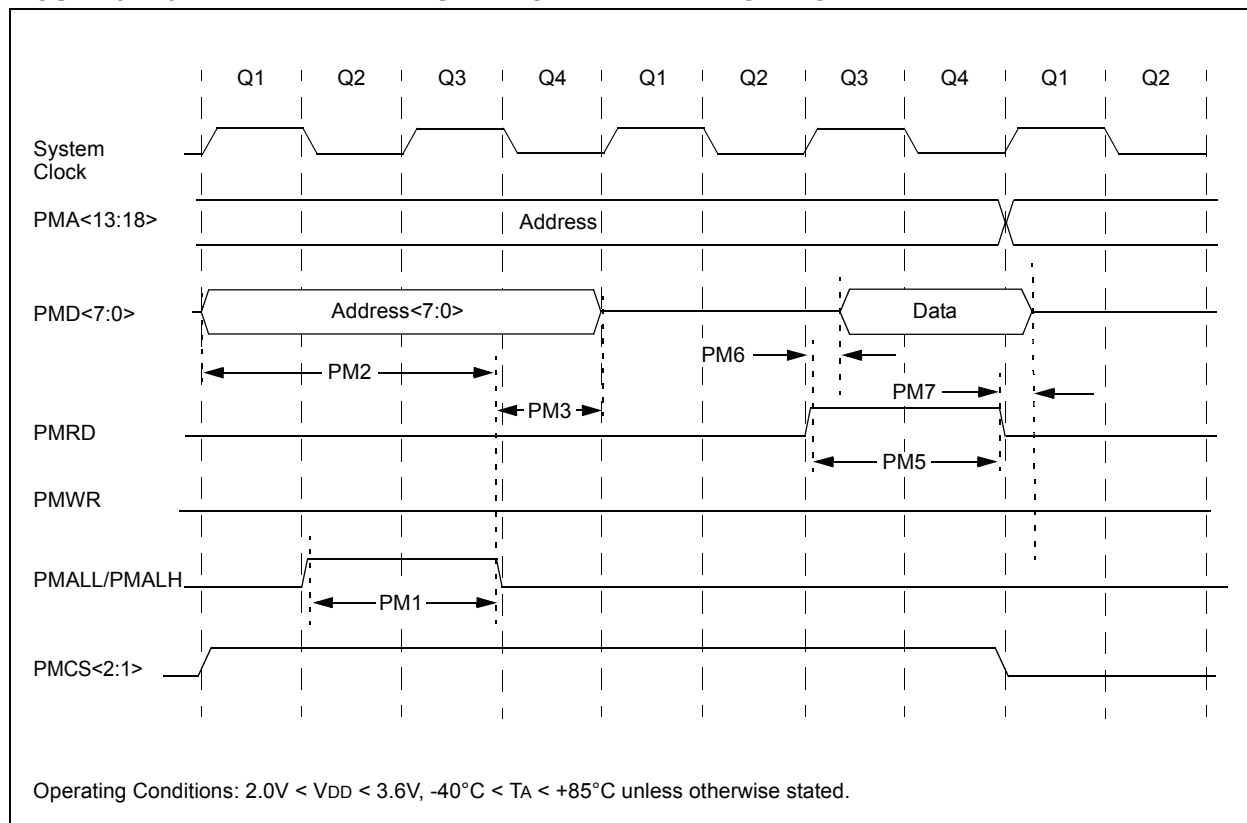 Q1 Q2 Q3 Q4 Q1 Q2 Q3 Q4 Q1 Q2
System
Clock
PMA<13:18>
Address
PMD<7:0>
Address<7:0>
Data
PM6
PM2
PM7
PM3
PMRD
PM5
PMWR
PMALL/PMALH
PM1
PMCS<2:1>
Operating Conditions: 2.0V < VDD < 3.6V, -40°C < TA < +85°C unless otherwise stated.